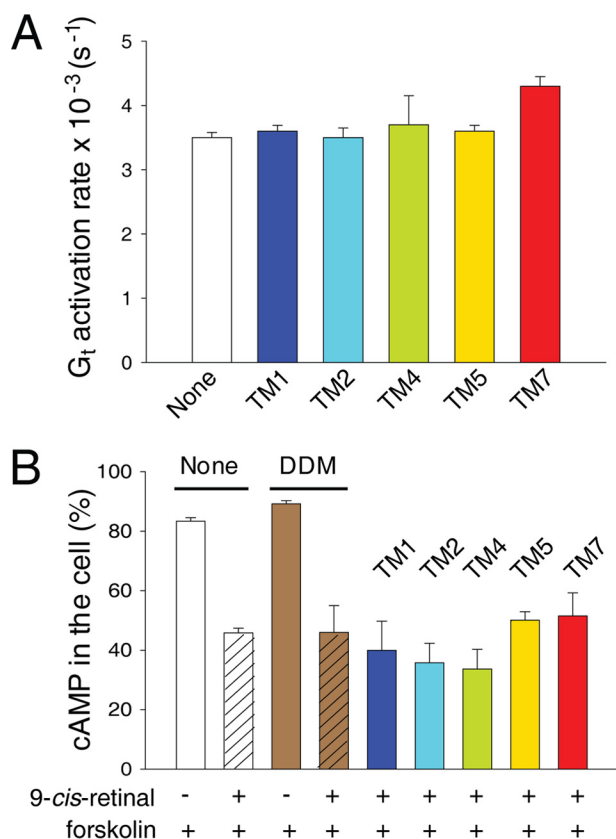 A
G_t activation rate x 10^-3 (s^-1)
5
4
3
2
1
0
None TM1 TM2 TM4 TM5 TM7
B
cAMP in the cell (%)
100
80
60
40
20
0
None DDM
TM1 TM2 TM4 TM5 TM7
9-cis-retinal - + - + + + + + +
forskolin + + + + + + + + +